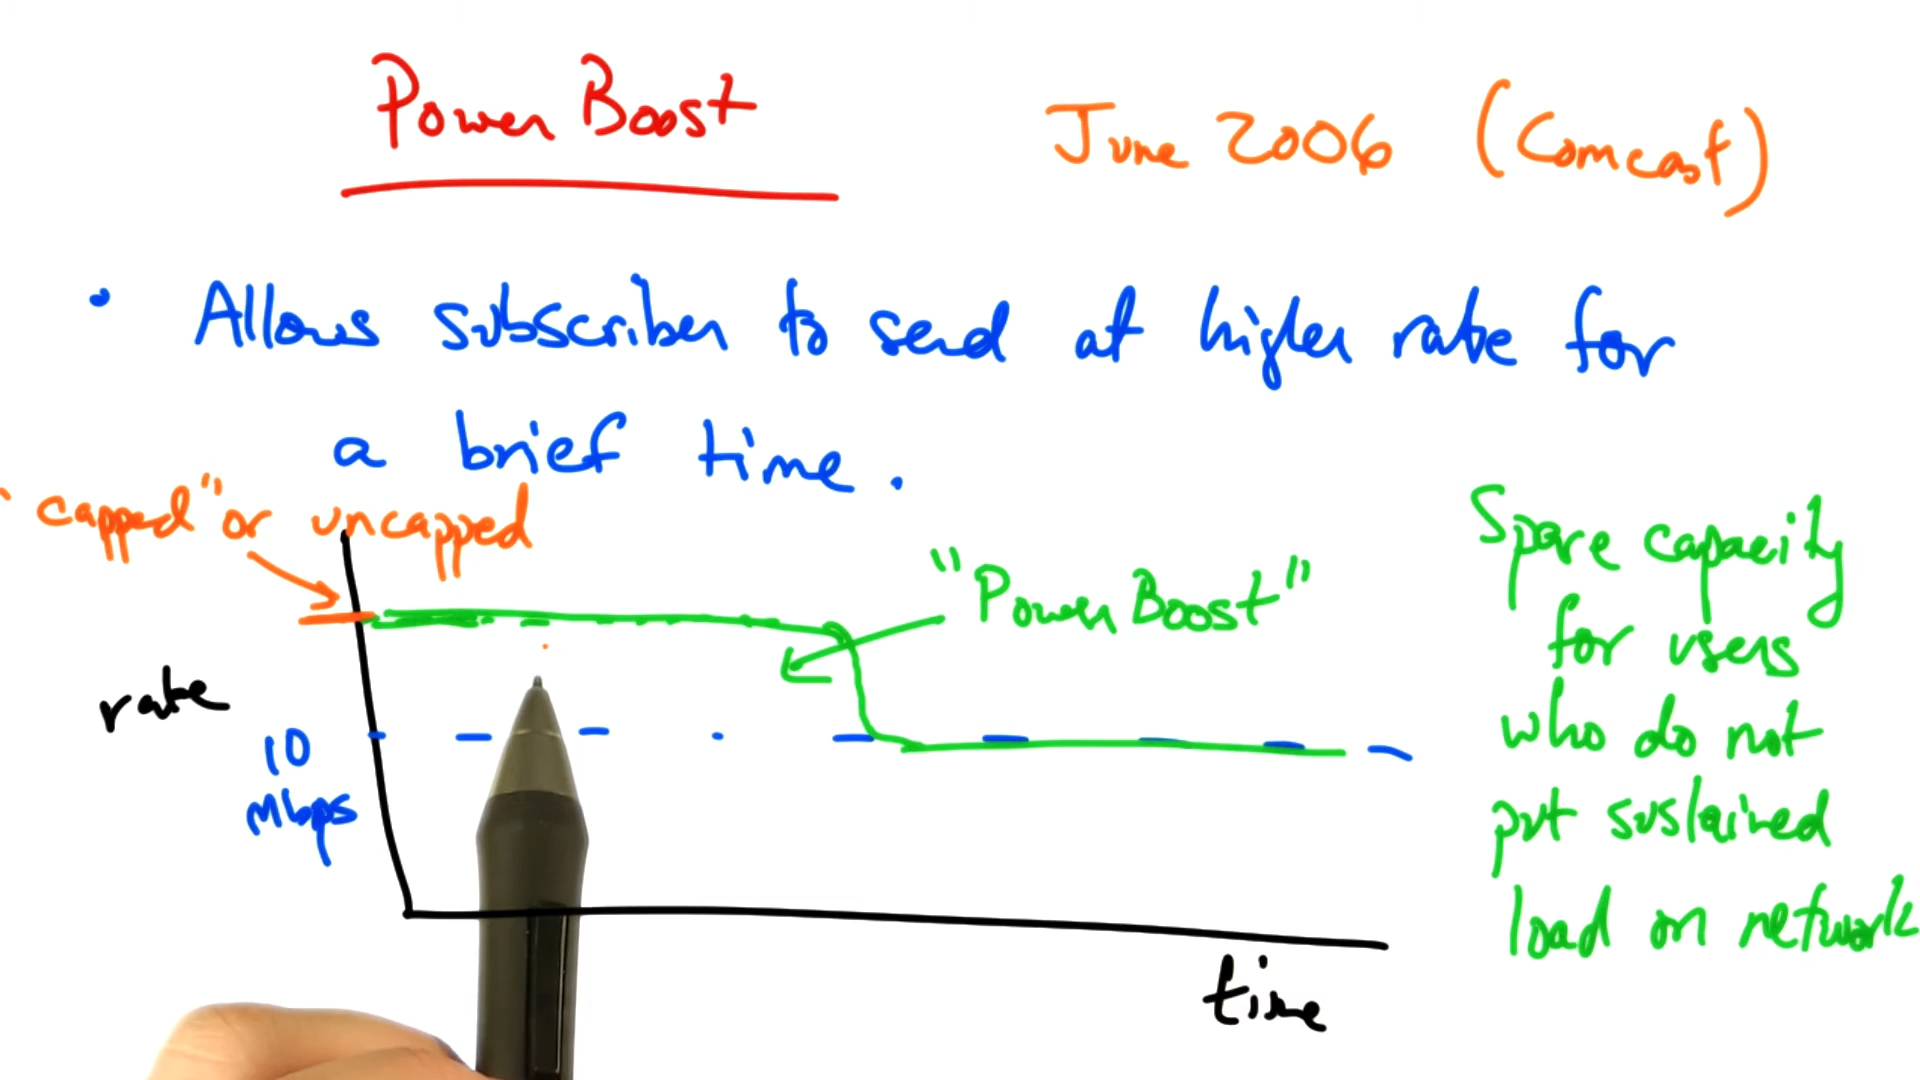 Power Boost
June 2006 (Comcast)
• Allows subscriber to send at higher rate for
a brief time.
"capped" or uncapped
"Power Boost"
rate
10
Mbps
time
Spare capacity
for users
who do not
put sustained
load on network